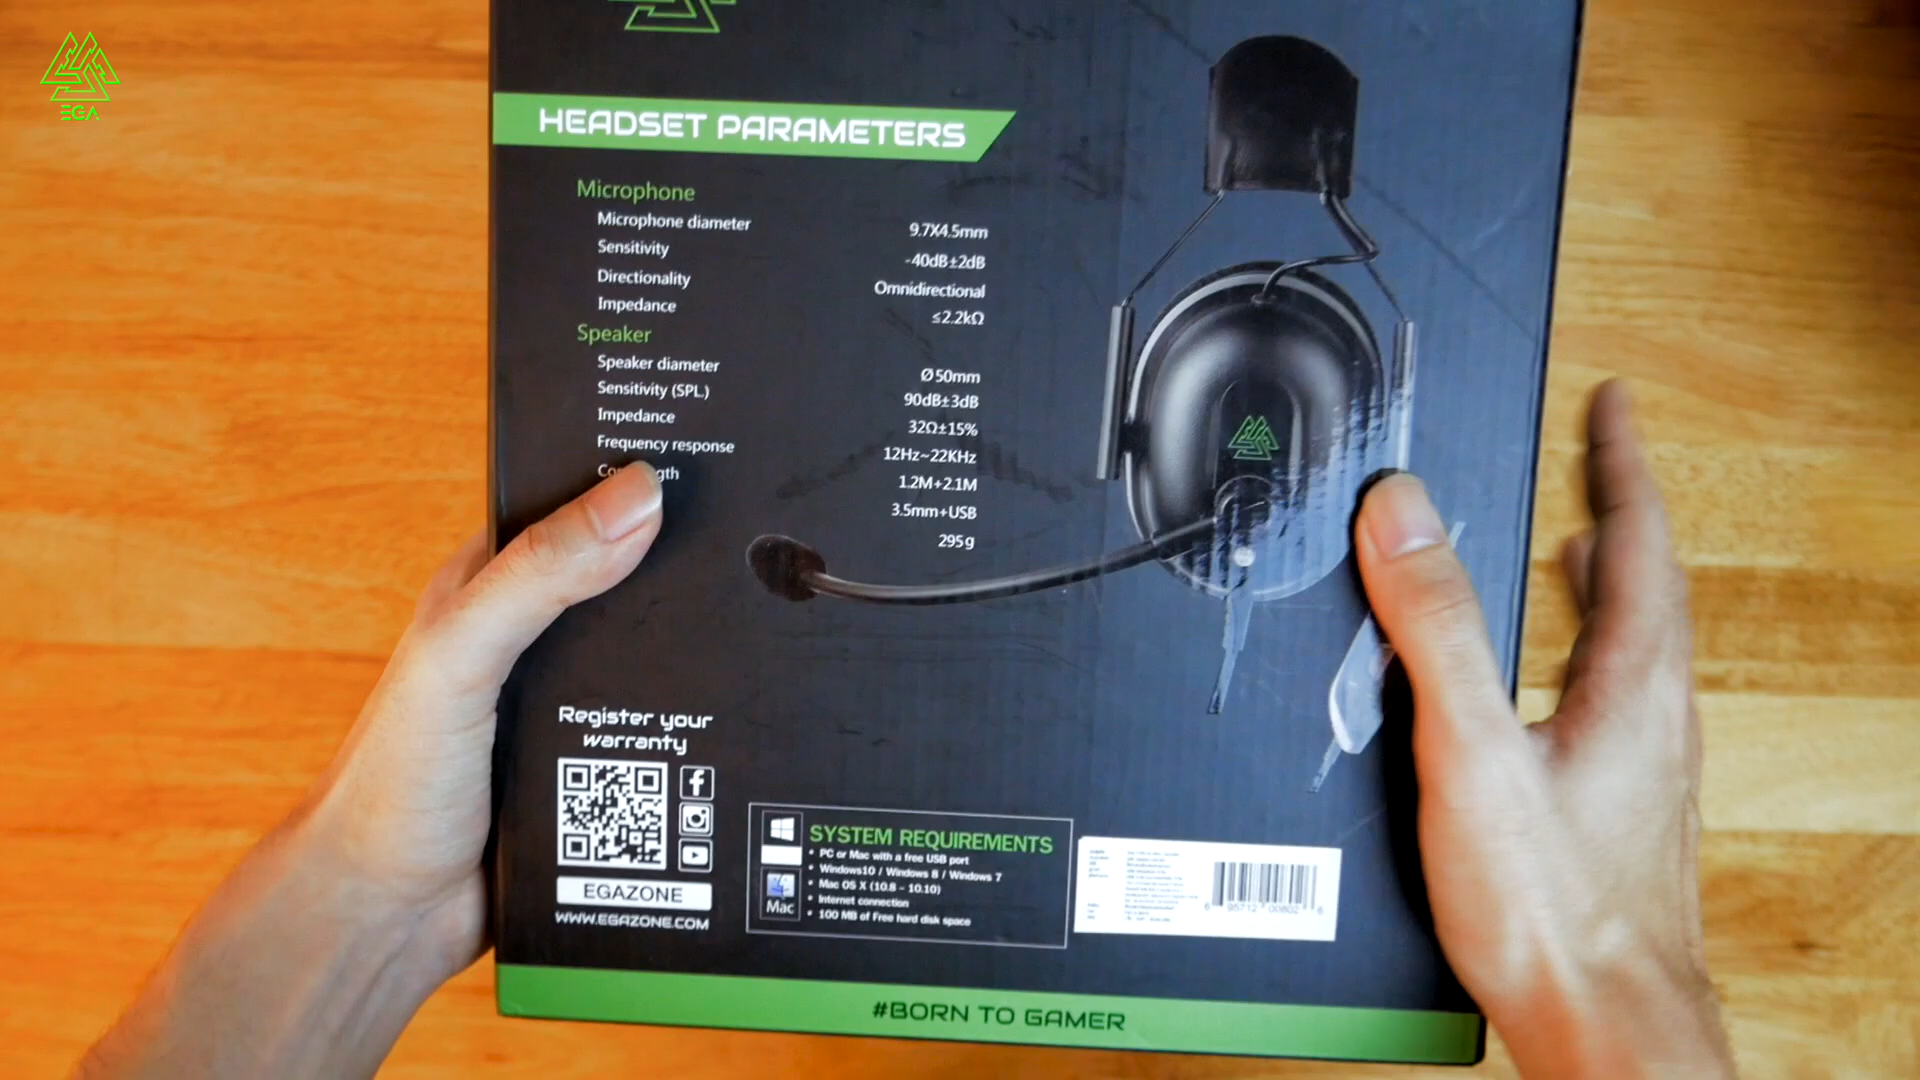 EGA
HEADSET PARAMETERS
Microphone
Microphone diameter 9.7X4.5mm
Sensitivity -40dB±2dB
Directionality Omnidirectional
Impedance ≤2.2kΩ
Speaker
Speaker diameter Ø50mm
Sensitivity (SPL.) 90dB±3dB
Impedance 32Ω±15%
Frequency response 12Hz~22KHz
1.2M+2.1M
3.5mm+USB
295g
Register your
warranty
EGAZONE
WWW.EGAZONE.COM
SYSTEM REQUIREMENTS
• PC or Mac with a free USB port
• Windows10 / Windows 8 / Windows 7
• Mac OS X (10.8 - 10.10)
• Internet connection
• 100 MB of Free hard disk space
Mac
6 95712 00802 6
#BORN TO GAMER